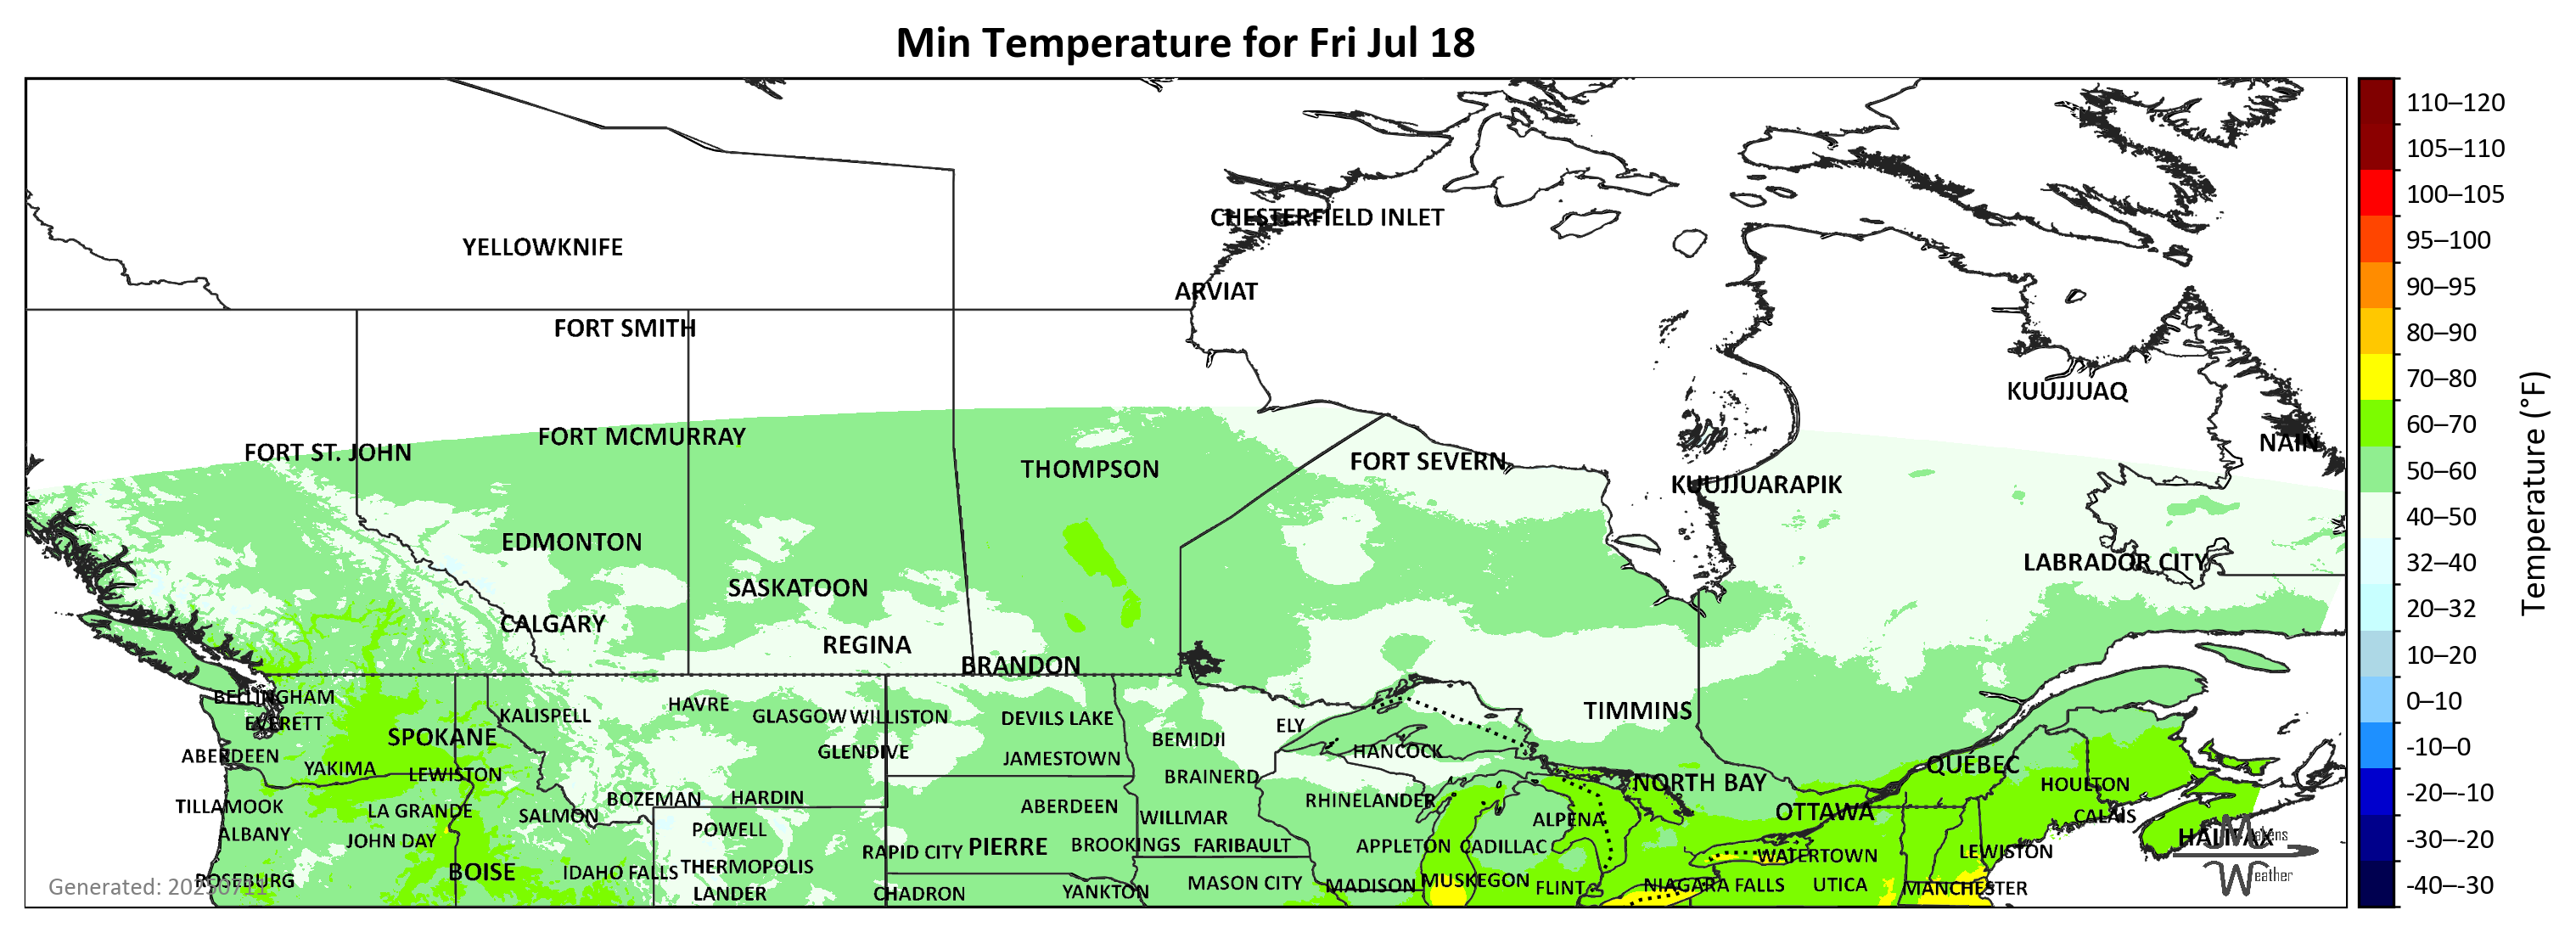 Min Temperature for Fri Jul 18
110–120
105–110
CHESTERFIELD INLET
100–105
YELLOWKNIFE
95–100
ARVIAT
90–95
FORT SMITH
80–90
70–80
KUUJJUAQ
FORT MCMURRAY
60–70
NAIN
FORT ST. JOHN
THOMPSON
FORT SEVERN
50–60
KUUJJUARAPIK
40–50
Temperature (°F)
EDMONTON
32–40
LABRADOR CITY
SASKATOON
20–32
CALGARY
REGINA
10–20
BRANDON
BELLINGHAM
HAVRE
0–10
KALISPELL
GLASGOW
WILLISTON
DEVILS LAKE
TIMMINS
EVERETT
ELY
SPOKANE
BEMIDJI
-10–0
ABERDEEN
GLENDIVE
JAMESTOWN
HANCOCK
QUEBEC
YAKIMA
LEWISTON
BRAINERD
NORTH BAY
HOULTON
-20–-10
BOZEMAN
HARDIN
RHINELANDER
TILLAMOOK
LA GRANDE
SALMON
ABERDEEN
WILLMAR
ALPENA
OTTAWA
CALAIS
ALBANY
JOHN DAY
POWELL
HALIFAX
Matens
Weather
-30–-20
RAPID CITY
PIERRE
BROOKINGS
FARIBAULT
APPLETON
CADILLAC
WATERTOWN
LEWISTON
BOISE
IDAHO FALLS
THERMOPOLIS
ROSEBURG
Generated: 20250711
LANDER
CHADRON
YANKTON
MASON CITY
MADISON
MUSKEGON
FLINT
NIAGARA FALLS
UTICA
MANCHESTER
-40–-30